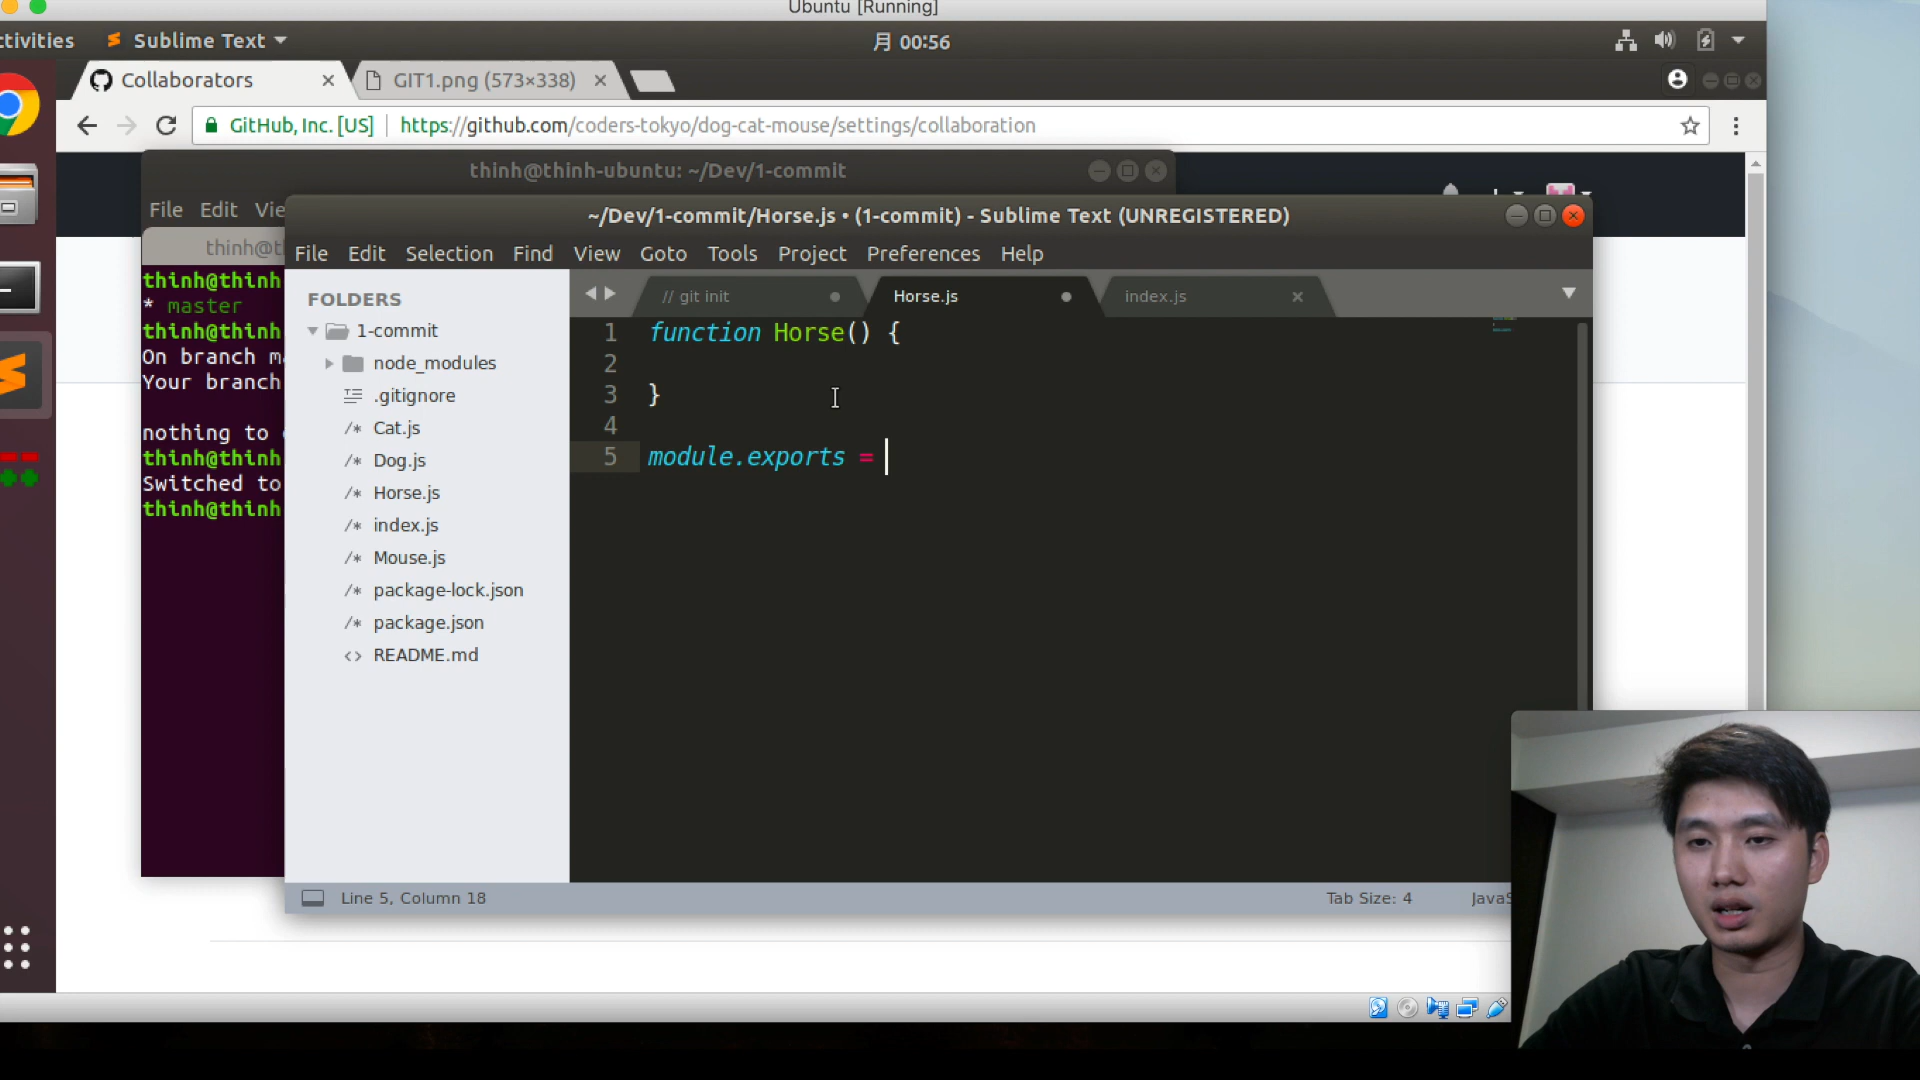 Ubuntu [Running]
ctivities
Sublime Text
月 00:56
Collaborators
GIT1.png (573×338)
GitHub, Inc. [US]
https://github.com/coders-tokyo/dog-cat-mouse/settings/collaboration
thinh@thinh-ubuntu: ~/Dev/1-commit
File Edit Vie
thinh@t
thinh@thinh
* master
thinh@thinh
On branch m
Your branch
nothing to
thinh@thinh
Switched to
thinh@thinh
~/Dev/1-commit/Horse.js • (1-commit) - Sublime Text (UNREGISTERED)
File Edit Selection Find View Goto Tools Project Preferences Help
FOLDERS
1-commit
node_modules
.gitignore
/* Cat.js
/* Dog.js
/* Horse.js
/* index.js
/* Mouse.js
/* package-lock.json
/* package.json
<> README.md
// git init
Horse.js
index.js
1 function Horse() {
2
3 }
4
5 module.exports =
Line 5, Column 18
Tab Size: 4
JavaS